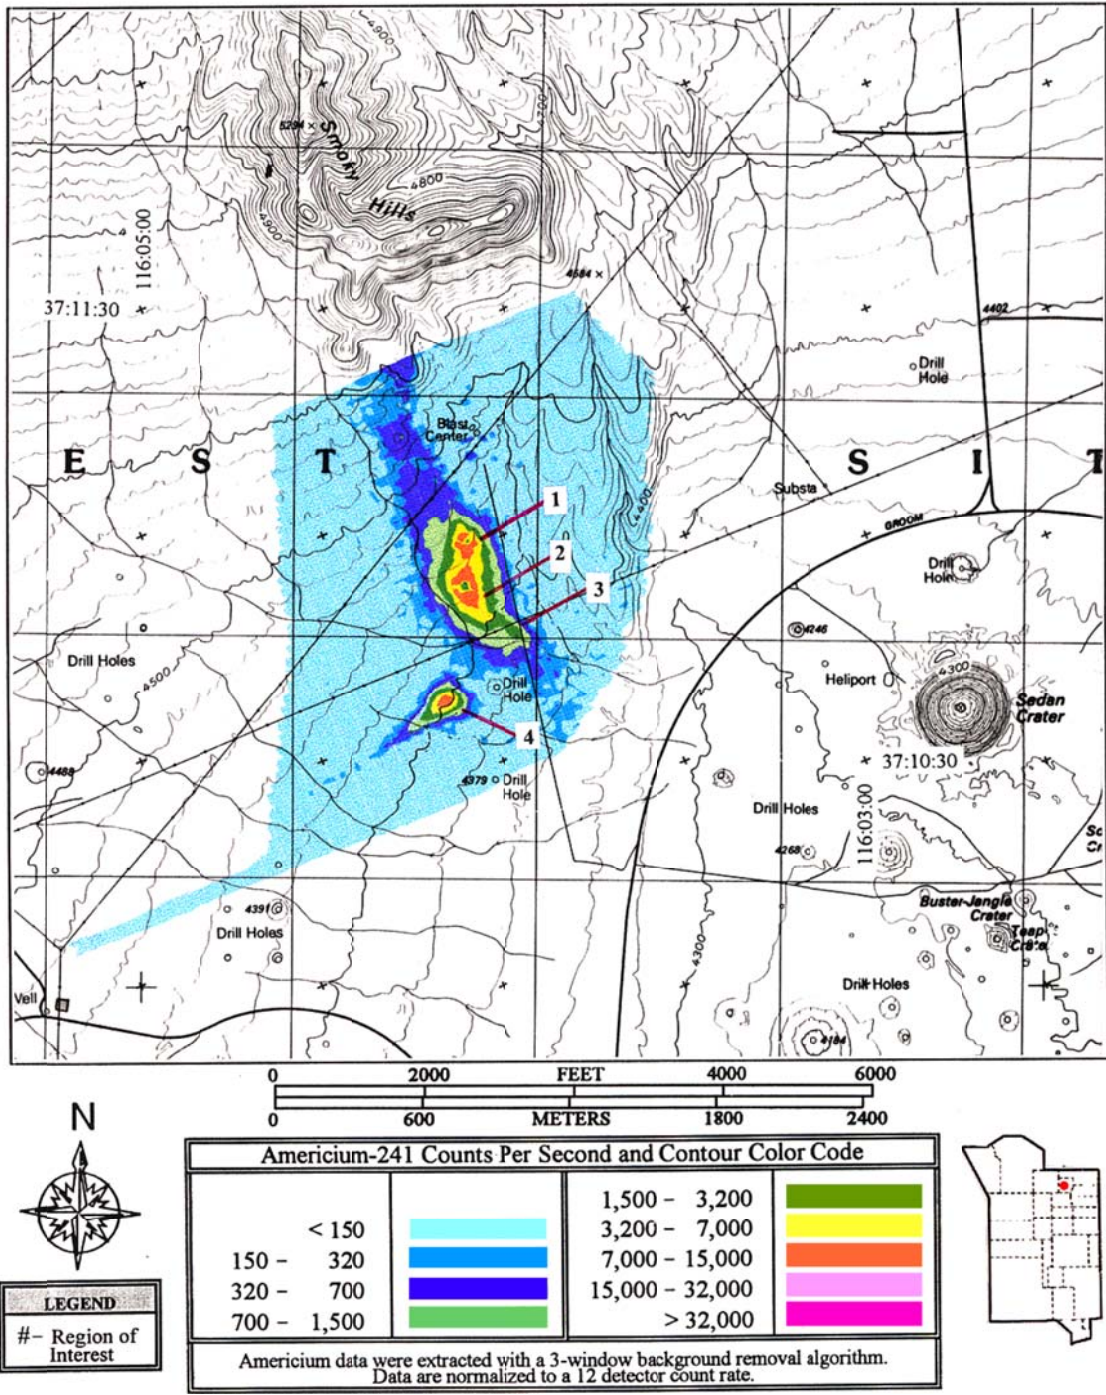 4900
4700
5294 ×
Smoky
4800
Hills
4900
116:05:00
4584 ×
37:11:30
4402
Drill
Hole
Blast
Center
E S T S I T
Substa
4400
1
GROOM
2
Drill
Hole
3
4246
Drill Holes
4300
4500
Heliport
Drill
Hole
Sedan
Crater
4
37:10:30
4488
4379
Drill
Hole
Drill Holes
116:03:00
4268
4391
Buster-Jangle
Crater
Drill Holes
Teap
4300
Drill Holes
4184
0 2000 FEET 4000 6000
0 600 METERS 1800 2400
N
Americium-241 Counts Per Second and Contour Color Code
< 150
150 – 320
320 – 700
700 – 1,500
1,500 – 3,200
3,200 – 7,000
7,000 – 15,000
15,000 – 32,000
> 32,000
LEGEND
#– Region of
Interest
Americium data were extracted with a 3-window background removal algorithm.
Data are normalized to a 12 detector count rate.